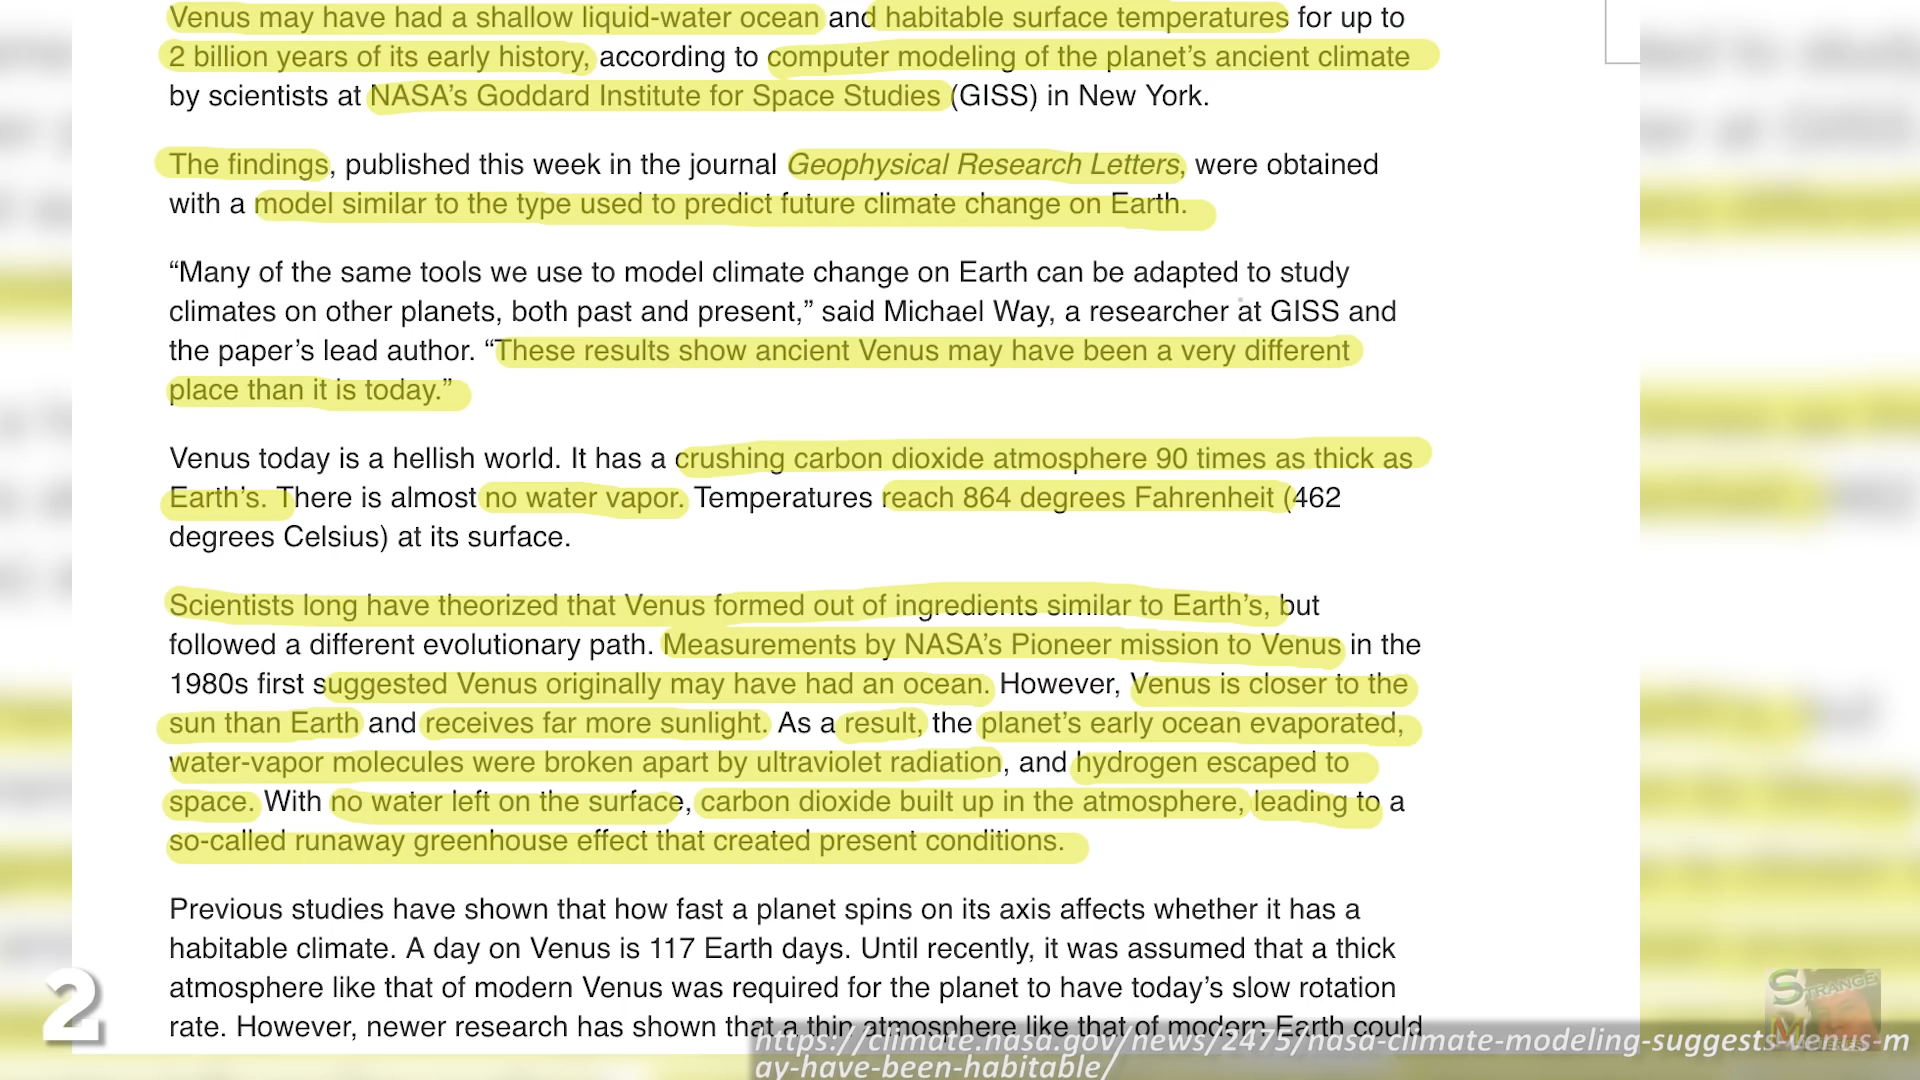 Venus may have had a shallow liquid-water ocean and habitable surface temperatures for up to
2 billion years of its early history, according to computer modeling of the planet’s ancient climate
by scientists at NASA’s Goddard Institute for Space Studies (GISS) in New York.
The findings, published this week in the journal Geophysical Research Letters, were obtained
with a model similar to the type used to predict future climate change on Earth.
“Many of the same tools we use to model climate change on Earth can be adapted to study
climates on other planets, both past and present,” said Michael Way, a researcher at GISS and
the paper’s lead author. “These results show ancient Venus may have been a very different
place than it is today.”
Venus today is a hellish world. It has a crushing carbon dioxide atmosphere 90 times as thick as
Earth’s. There is almost no water vapor. Temperatures reach 864 degrees Fahrenheit (462
degrees Celsius) at its surface.
Scientists long have theorized that Venus formed out of ingredients similar to Earth’s, but
followed a different evolutionary path. Measurements by NASA’s Pioneer mission to Venus in the
1980s first suggested Venus originally may have had an ocean. However, Venus is closer to the
sun than Earth and receives far more sunlight. As a result, the planet’s early ocean evaporated,
water-vapor molecules were broken apart by ultraviolet radiation, and hydrogen escaped to
space. With no water left on the surface, carbon dioxide built up in the atmosphere, leading to a
so-called runaway greenhouse effect that created present conditions.
Previous studies have shown that how fast a planet spins on its axis affects whether it has a
habitable climate. A day on Venus is 117 Earth days. Until recently, it was assumed that a thick
atmosphere like that of modern Venus was required for the planet to have today’s slow rotation
rate. However, newer research has shown that a thin atmosphere like that of modern Earth could
2
STRANGE
https://climate.nasa.gov/news/2475/nasa-climate-modeling-suggests-venus-m
ay-have-been-habitable/